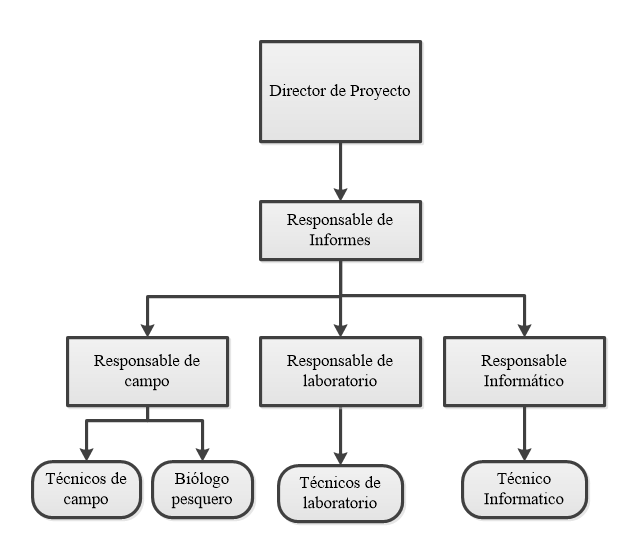 Director de Proyecto
Responsable de
Informes
Responsable de
campo
Responsable de
laboratorio
Responsable
Informático
Técnicos de
campo
Biólogo
pesquero
Técnicos de
laboratorio
Técnico
Informatico